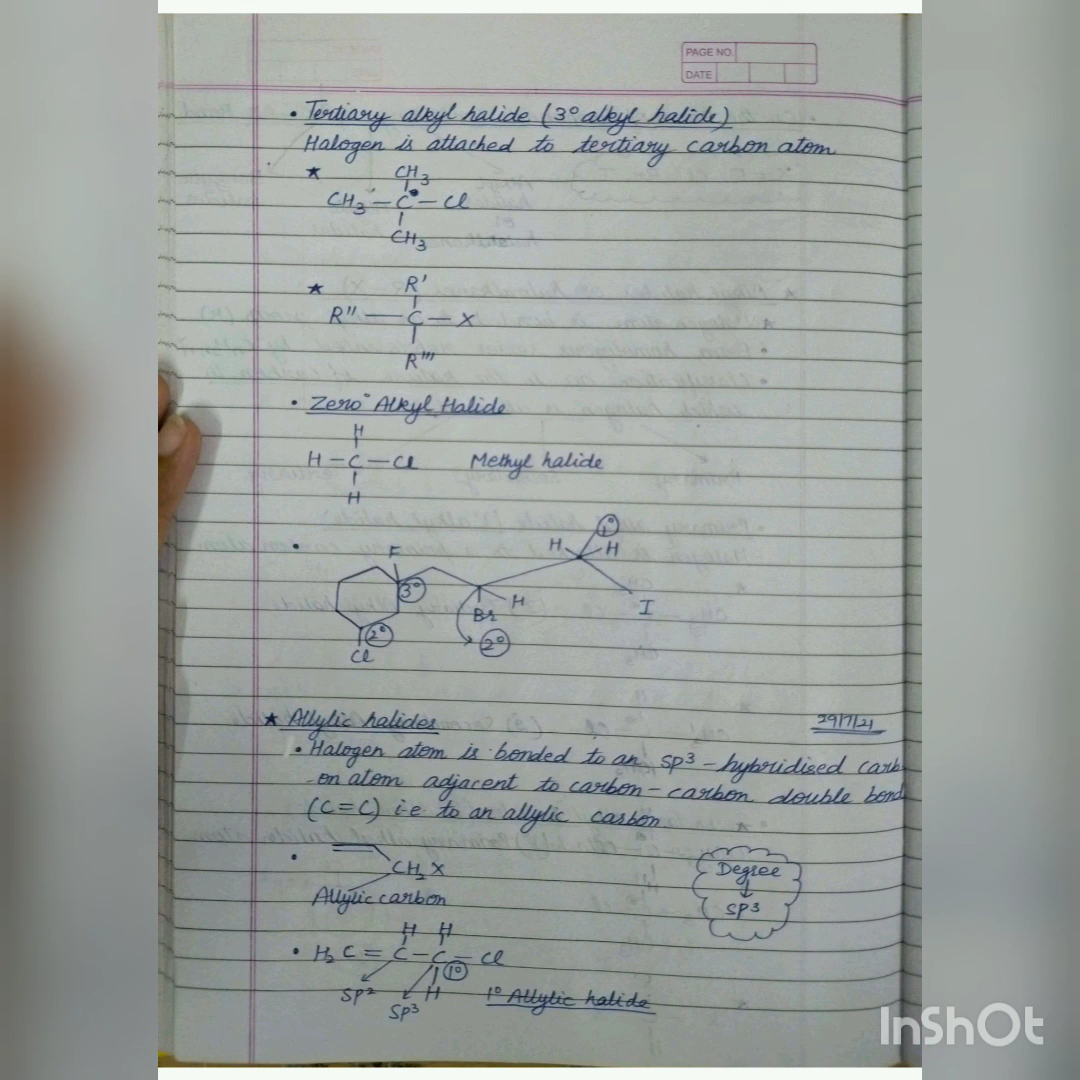 PAGE NO.
DATE
• Tertiary alkyl halide (3° alkyl halide)
Halogen is attached to tertiary carbon atom
★ CH3
CH3 — C — Cl
CH3
★ R'
R'' — C — X
R'''
• Zero° Alkyl Halide
H
H — C — Cl Methyl halide
H
1°
• F H H
3° I
Br H
2° 2°
Cl
★ Allylic halides 29/7/21
• Halogen atom is bonded to an sp3-hybridised carb
-on atom adjacent to carbon-carbon double bond
(C=C) i.e to an allylic carbon
• CH2X Degree
Allylic carbon SP3
H H
• H2C = C — C — Cl
1°
SP2 SP3 H 1° Allylic halide
InShOt